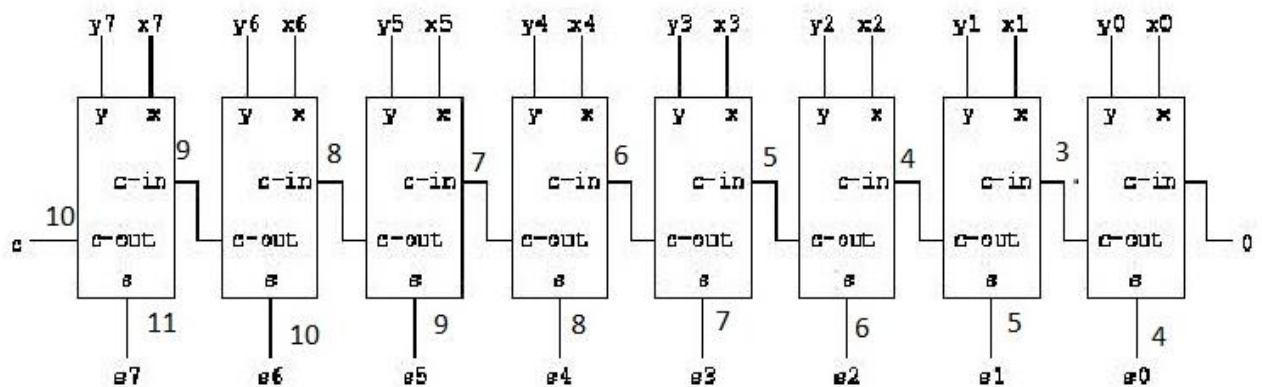 y7 x7 y6 x6 y5 x5 y4 x4 y3 x3 y2 x2 y1 x1 y0 x0
y x y x y x y x y x y x y x y x
9 8 7 6 5 4 3
c-in c-in c-in c-in c-in c-in c-in c-in
10
c c-out c-out c-out c-out c-out c-out c-out c-out 0
s s s s s s s s
11 10 9 8 7 6 5 4
s7 s6 s5 s4 s3 s2 s1 s0